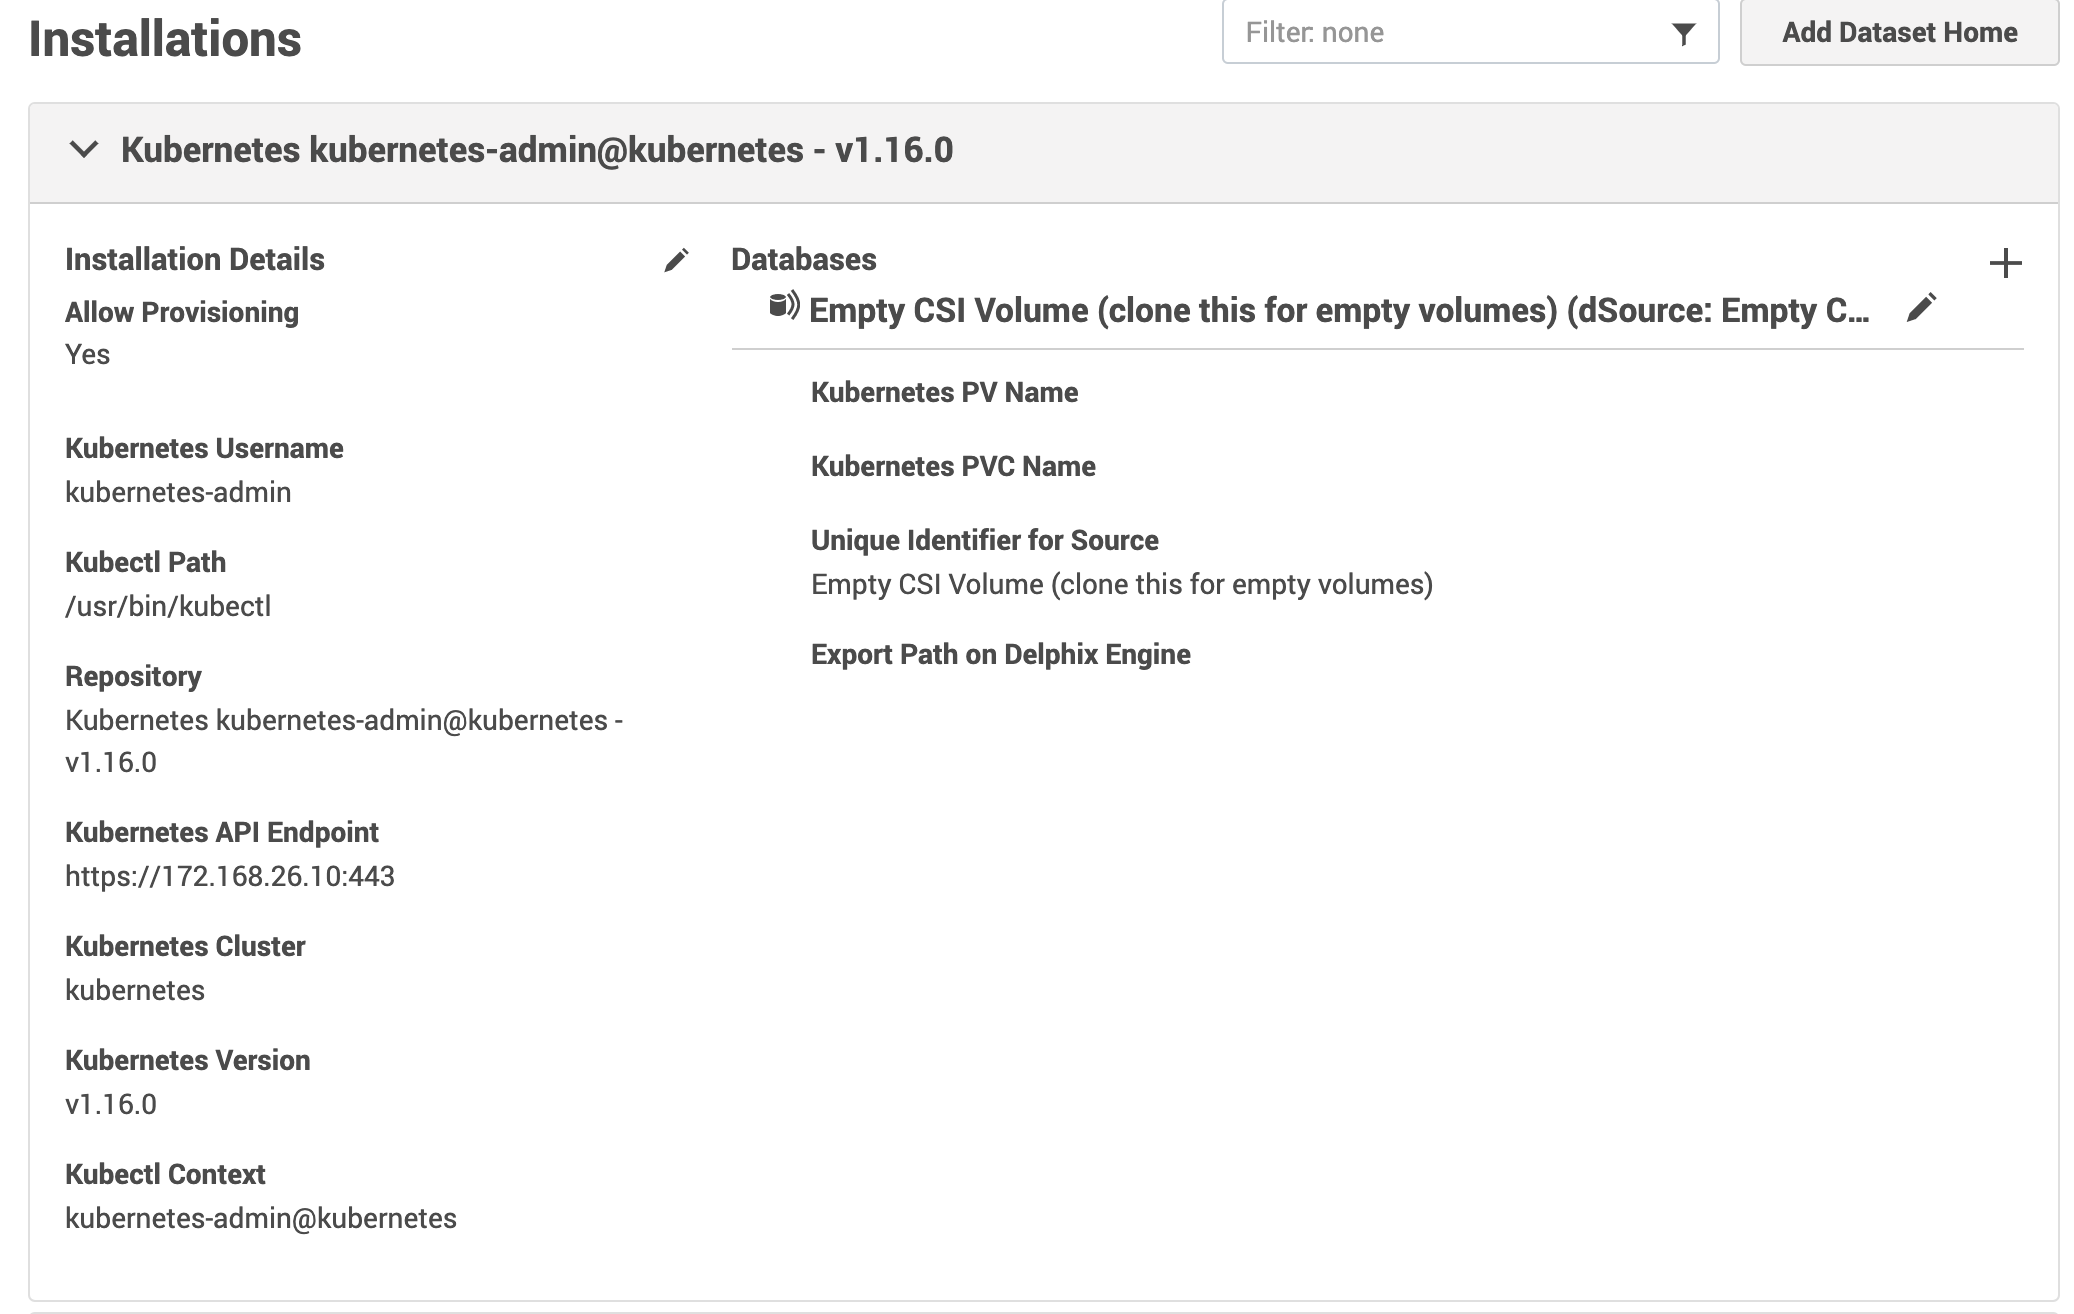 Installations
Filter: none
Add Dataset Home
Kubernetes kubernetes-admin@kubernetes - v1.16.0
Installation Details
Allow Provisioning
Yes
Kubernetes Username
kubernetes-admin
Kubectl Path
/usr/bin/kubectl
Repository
Kubernetes kubernetes-admin@kubernetes -
v1.16.0
Kubernetes API Endpoint
https://172.168.26.10:443
Kubernetes Cluster
kubernetes
Kubernetes Version
v1.16.0
Kubectl Context
kubernetes-admin@kubernetes
Databases
Empty CSI Volume (clone this for empty volumes) (dSource: Empty C...
Kubernetes PV Name
Kubernetes PVC Name
Unique Identifier for Source
Empty CSI Volume (clone this for empty volumes)
Export Path on Delphix Engine